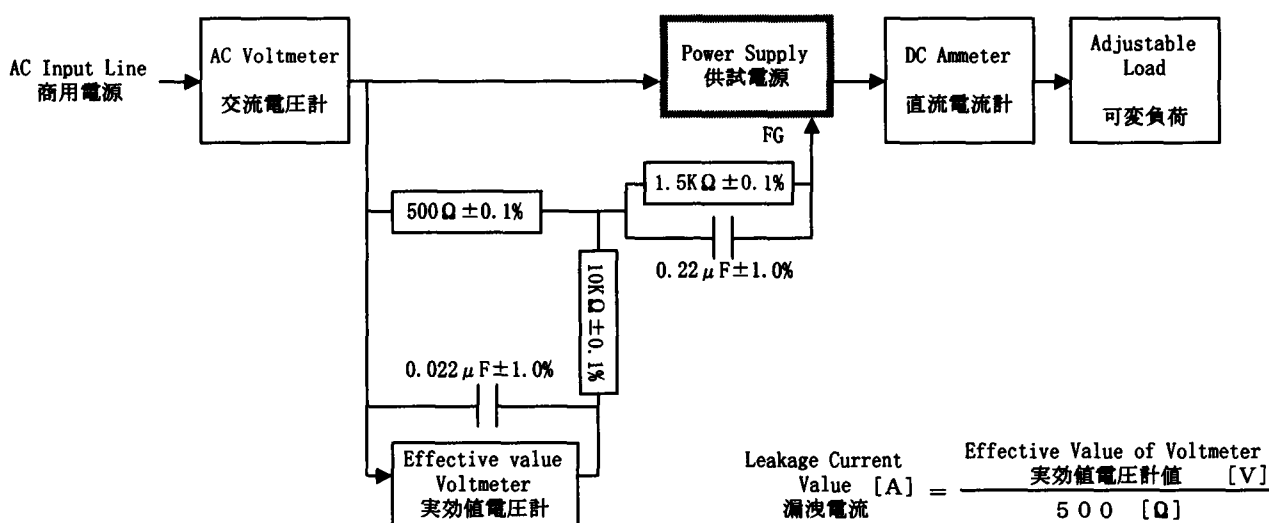 AC Input Line
商用電源
AC Voltmeter
交流電圧計
Power Supply
供試電源
DC Ammeter
直流電流計
Adjustable
Load
可変負荷
FG
1.5KΩ±0.1%
500Ω±0.1%
0.22μF±1.0%
10KΩ±0.1%
0.022μF±1.0%
Effective value
Voltmeter
実効値電圧計
Leakage Current
Value [A] =
漏洩電流
Effective Value of Voltmeter
実効値電圧計値 [V]
500 [Ω]